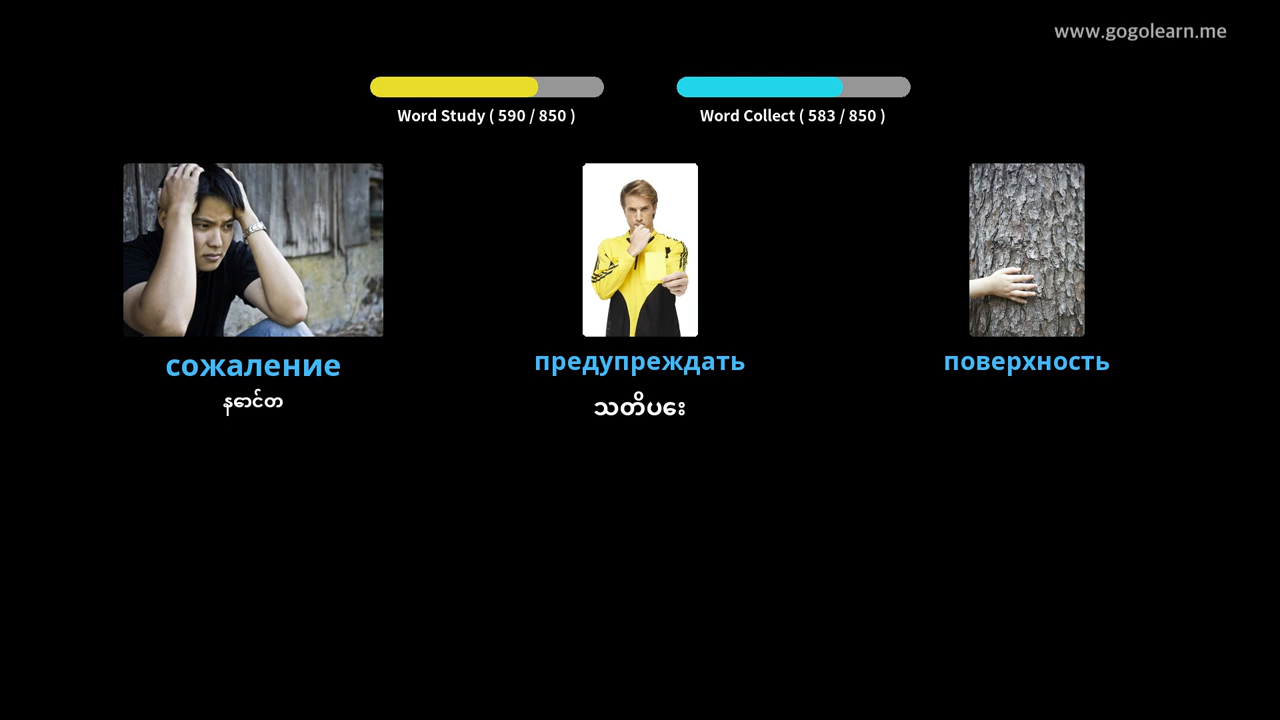 www.gogolearn.me
Word Study ( 590 / 850 )
Word Collect ( 583 / 850 )
сожаление
предупреждать
поверхность
နောင်တ
သတိပေး